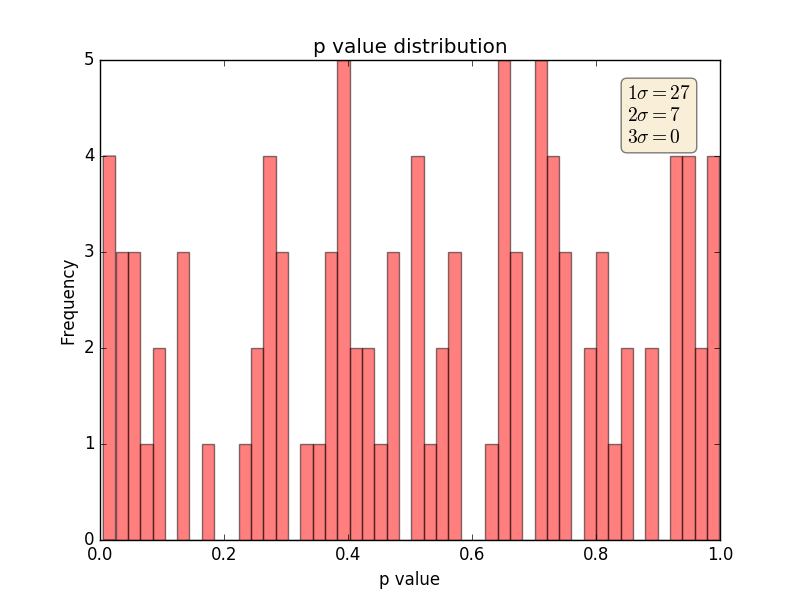 p value distribution
1σ = 27
2σ = 7
3σ = 0
5
4
3
2
1
0
Frequency
0.0 0.2 0.4 0.6 0.8 1.0
p value